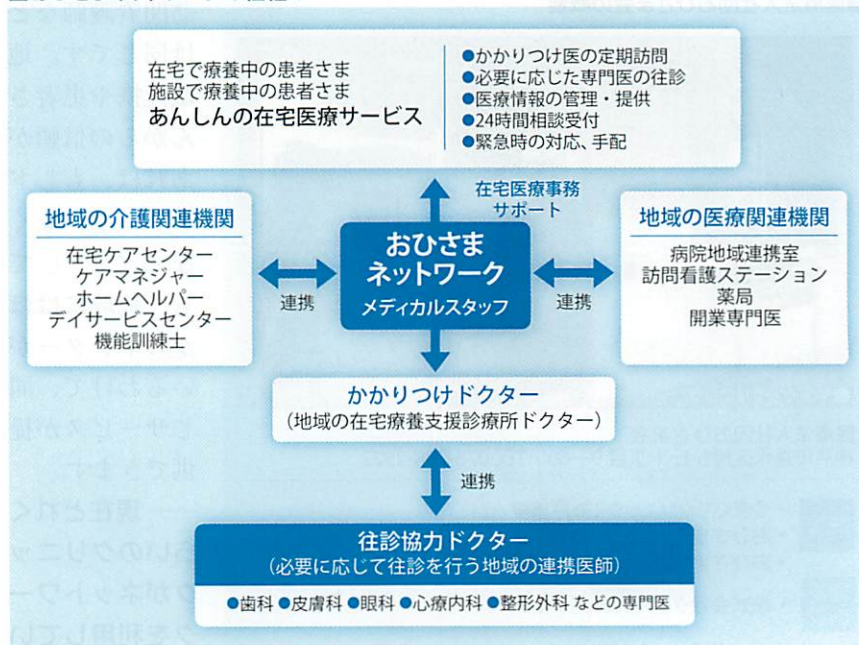 在宅で療養中の患者さま
施設で療養中の患者さま
あんしんの在宅医療サービス
●かかりつけ医の定期訪問
●必要に応じた専門医の往診
●医療情報の管理・提供
●24時間相談受付
●緊急時の対応、手配
在宅医療事務
サポート
地域の介護関連機関
在宅ケアセンター
ケアマネジャー
ホームヘルパー
デイサービスセンター
機能訓練士
連携
おひさま
ネットワーク
メディカルスタッフ
連携
地域の医療関連機関
病院地域連携室
訪問看護ステーション
薬局
開業専門医
かかりつけドクター
(地域の在宅療養支援診療所ドクター)
連携
往診協力ドクター
(必要に応じて往診を行う地域の連携医師)
●歯科 ●皮膚科 ●眼科 ●心療内科 ●整形外科 などの専門医